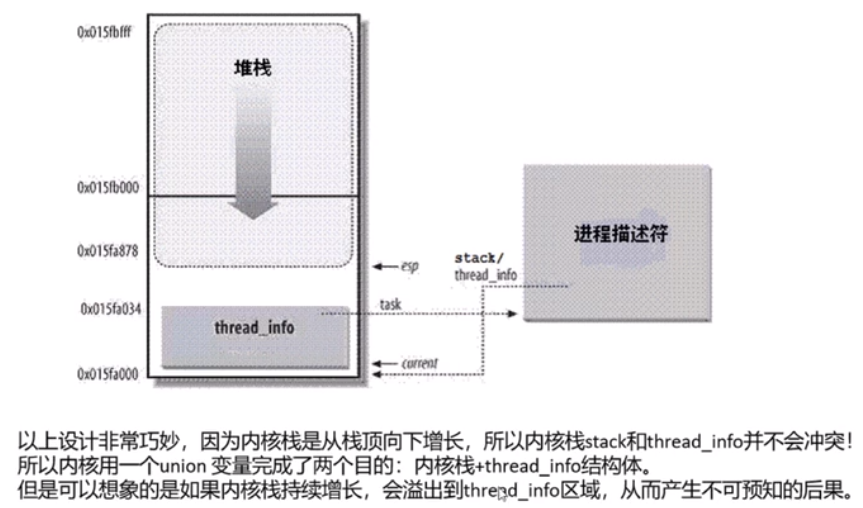 0x015fbfff
堆栈
0x015fb000
进程描述符
0x015fa878
esp
stack/
thread_info
0x015fa034
task
thread_info
current
0x015fa000
以上设计非常巧妙，因为内核栈是从栈顶向下增长，所以内核栈stack和thread_info并不会冲突！
所以内核用一个union 变量完成了两个目的：内核栈+thread_info结构体。
但是可以想象的是如果内核栈持续增长，会溢出到thread_info区域，从而产生不可预知的后果。